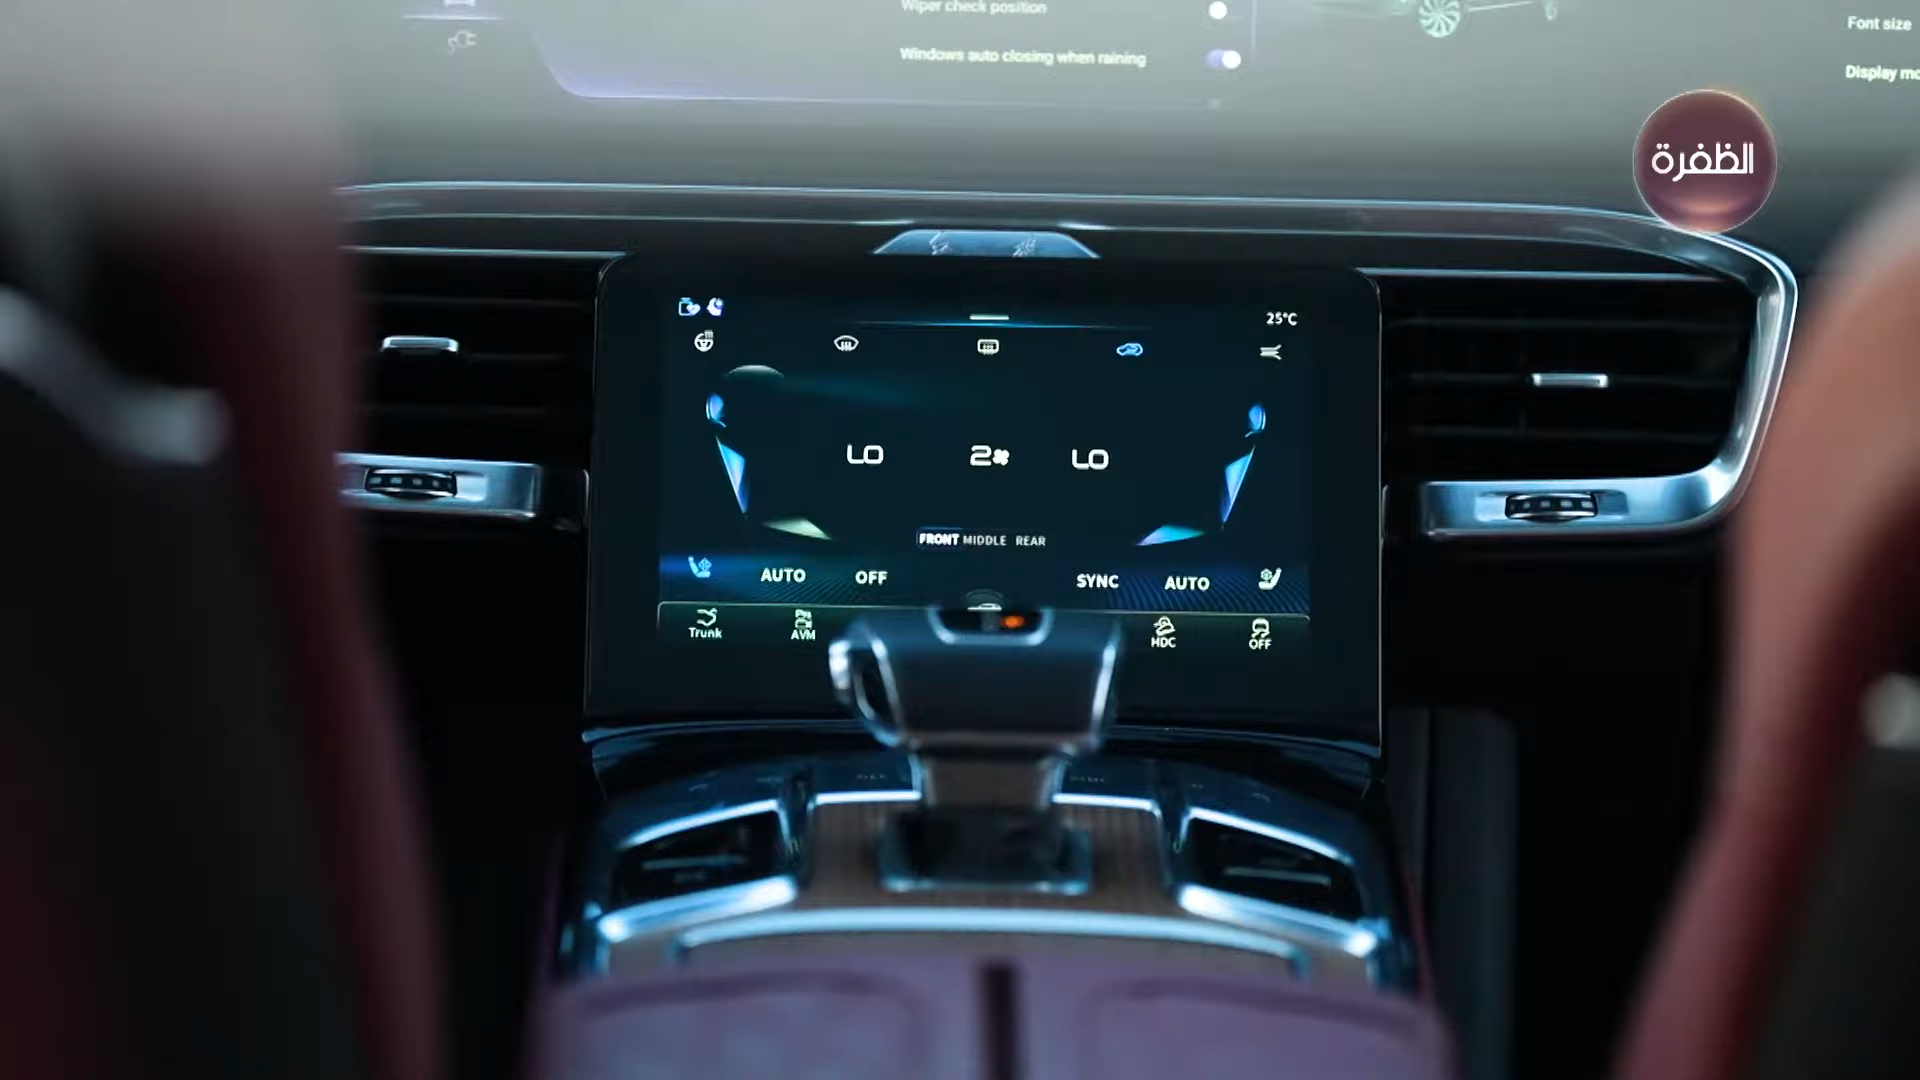 Wiper check position
Font size
Windows auto closing when raining
Display mo
الظفرة
25°C
LO 2 LO
FRONT MIDDLE REAR
AUTO OFF SYNC AUTO
Trunk AVM HDC OFF